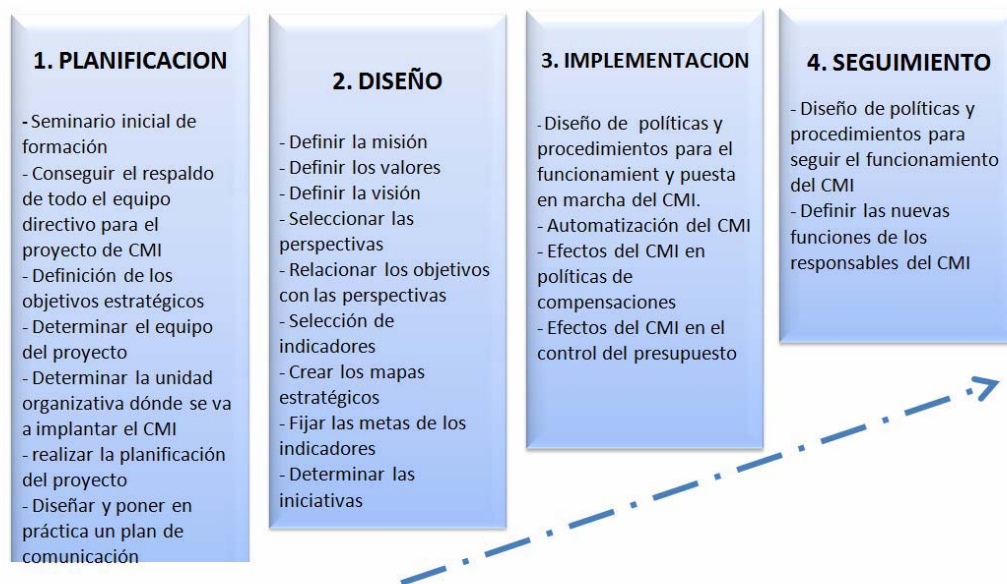 1. PLANIFICACION
- Seminario inicial de
formación
- Conseguir el respaldo
de todo el equipo
directivo para el
proyecto de CMI
- Definición de los
objetivos estratégicos
- Determinar el equipo
del proyecto
- Determinar la unidad
organizativa dónde se va
a implantar el CMI
- realizar la planificación
del proyecto
- Diseñar y poner en
práctica un plan de
comunicación
2. DISEÑO
- Definir la misión
- Definir los valores
- Definir la visión
- Seleccionar las
perspectivas
- Relacionar los objetivos
con las perspectivas
- Selección de
indicadores
- Crear los mapas
estratégicos
- Fijar las metas de los
indicadores
- Determinar las
iniciativas
3. IMPLEMENTACION
- Diseño de políticas y
procedimientos para el
funcionamient y puesta
en marcha del CMI.
- Automatización del CMI
- Efectos del CMI en
políticas de
compensaciones
- Efectos del CMI en el
control del presupuesto
4. SEGUIMIENTO
- Diseño de políticas y
procedimientos para
seguir el funcionamiento
del CMI
- Definir las nuevas
funciones de los
responsables del CMI